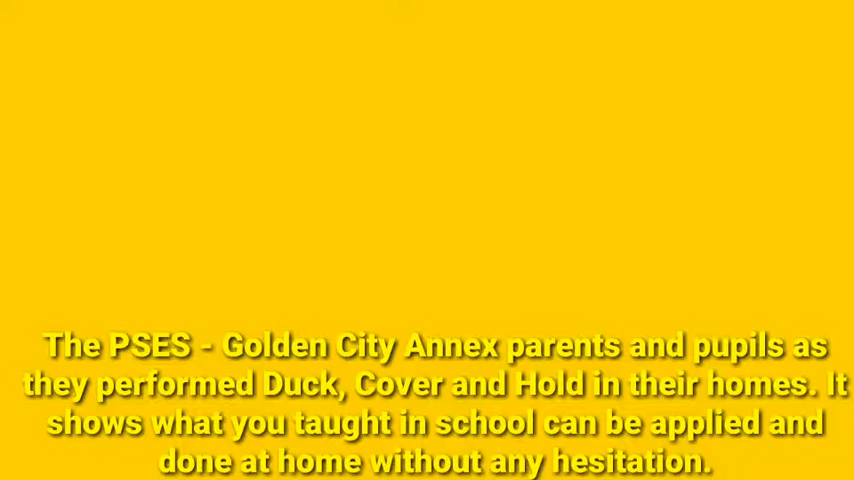 The PSES - Golden City Annex parents and pupils as
they performed Duck, Cover and Hold in their homes. It
shows what you taught in school can be applied and
done at home without any hesitation.